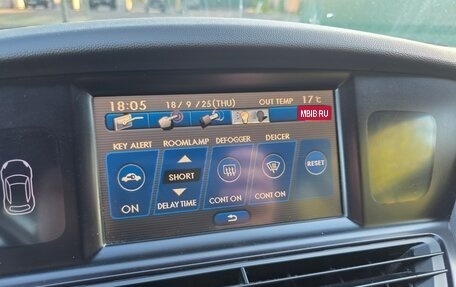 18:05 18/ 9 /25(THU) OUT TEMP 17°C
MBIB RU
KEY ALERT ROOMLAMP DEFOGGER DEICER
SHORT RESET
ON DELAY TIME CONT ON CONT ON